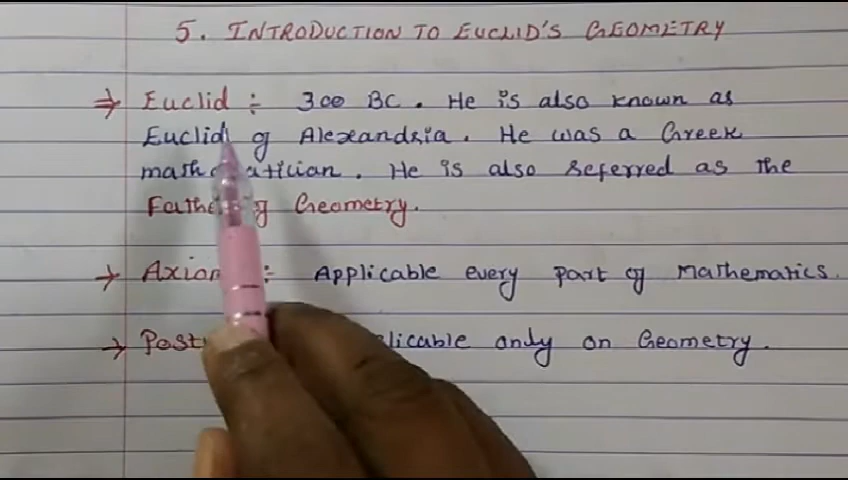 5. INTRODUCTION TO EUCLID'S GEOMETRY
⇒ Euclid ÷ 300 BC. He is also known as
Euclid of Alexandria. He was a Greek
He is also referred as the
Geometry.
→ ÷ Applicable every part of Mathematics.
→ only on Geometry.